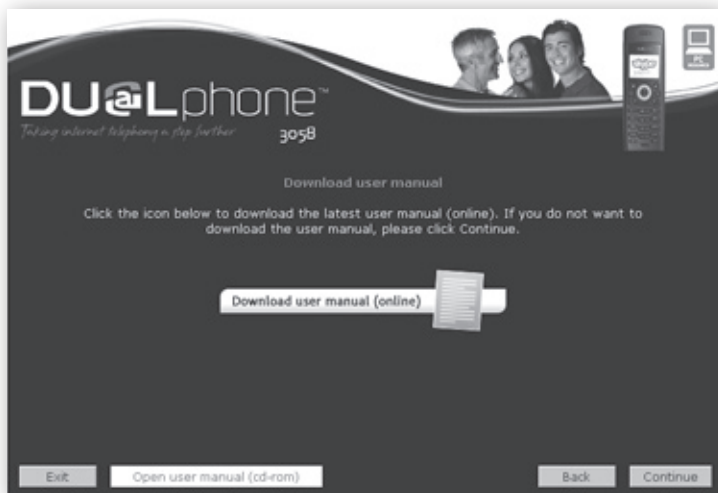 DU@Lphone™
Taking internet telephony a step further
3058
PC
Download user manual
Click the icon below to download the latest user manual (online). If you do not want to
download the user manual, please click Continue.
Download user manual (online)
Exit
Open user manual (cd-rom)
Back
Continue